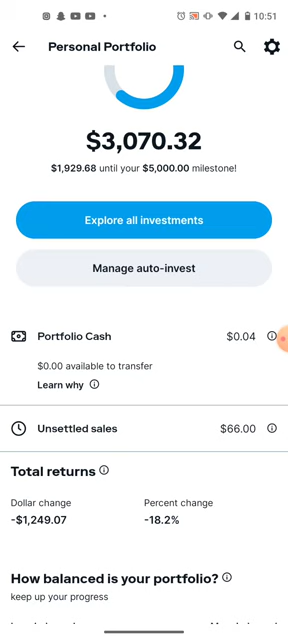 10:51
Personal Portfolio
$3,070.32
$1,929.68 until your $5,000.00 milestone!
Explore all investments
Manage auto-invest
Portfolio Cash $0.04
$0.00 available to transfer
Learn why
Unsettled sales $66.00
Total returns
Dollar change Percent change
-$1,249.07 -18.2%
How balanced is your portfolio?
keep up your progress